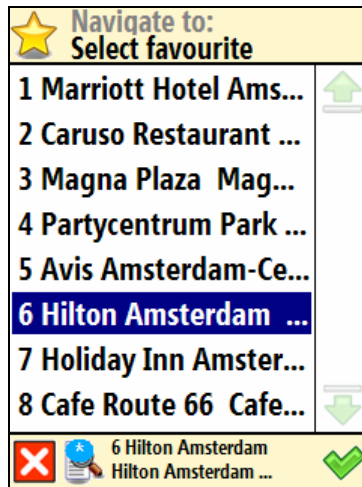 Navigate to:
Select favourite
1 Marriott Hotel Ams...
2 Caruso Restaurant ...
3 Magna Plaza Mag...
4 Partycentrum Park ...
5 Avis Amsterdam-Ce...
6 Hilton Amsterdam ...
7 Holiday Inn Amster...
8 Cafe Route 66 Cafe...
6 Hilton Amsterdam
Hilton Amsterdam ...